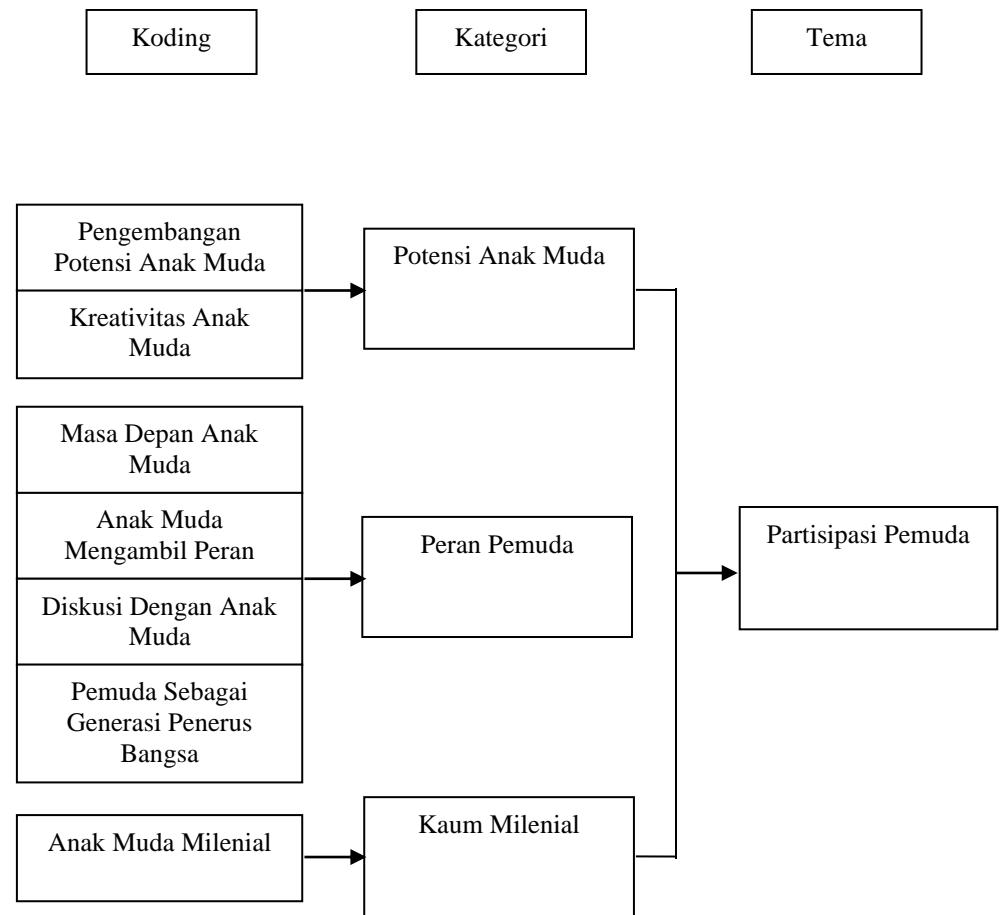 Koding
Kategori
Tema
Pengembangan
Potensi Anak Muda
Kreativitas Anak
Muda
Potensi Anak Muda
Masa Depan Anak
Muda
Anak Muda
Mengambil Peran
Diskusi Dengan Anak
Muda
Pemuda Sebagai
Generasi Penerus
Bangsa
Peran Pemuda
Partisipasi Pemuda
Anak Muda Milenial
Kaum Milenial